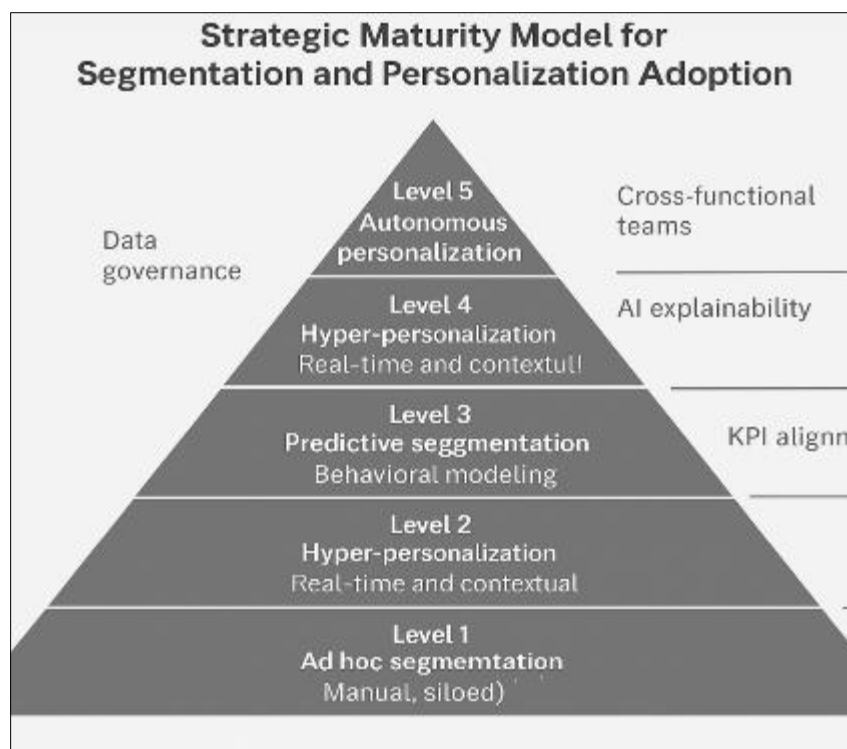 Strategic Maturity Model for
Segmentation and Personalization Adoption
Level 5
Autonomous
personalization
Data
governance
Cross-functional
teams
Level 4
Hyper-personalization
Real-time and contextul!
AI explainability
Level 3
Predictive seggmentation
Behavioral modeling
KPI alignn
Level 2
Hyper-personalization
Real-time and contextual
Level 1
Ad hoc segmemtation
Manual, siloed)